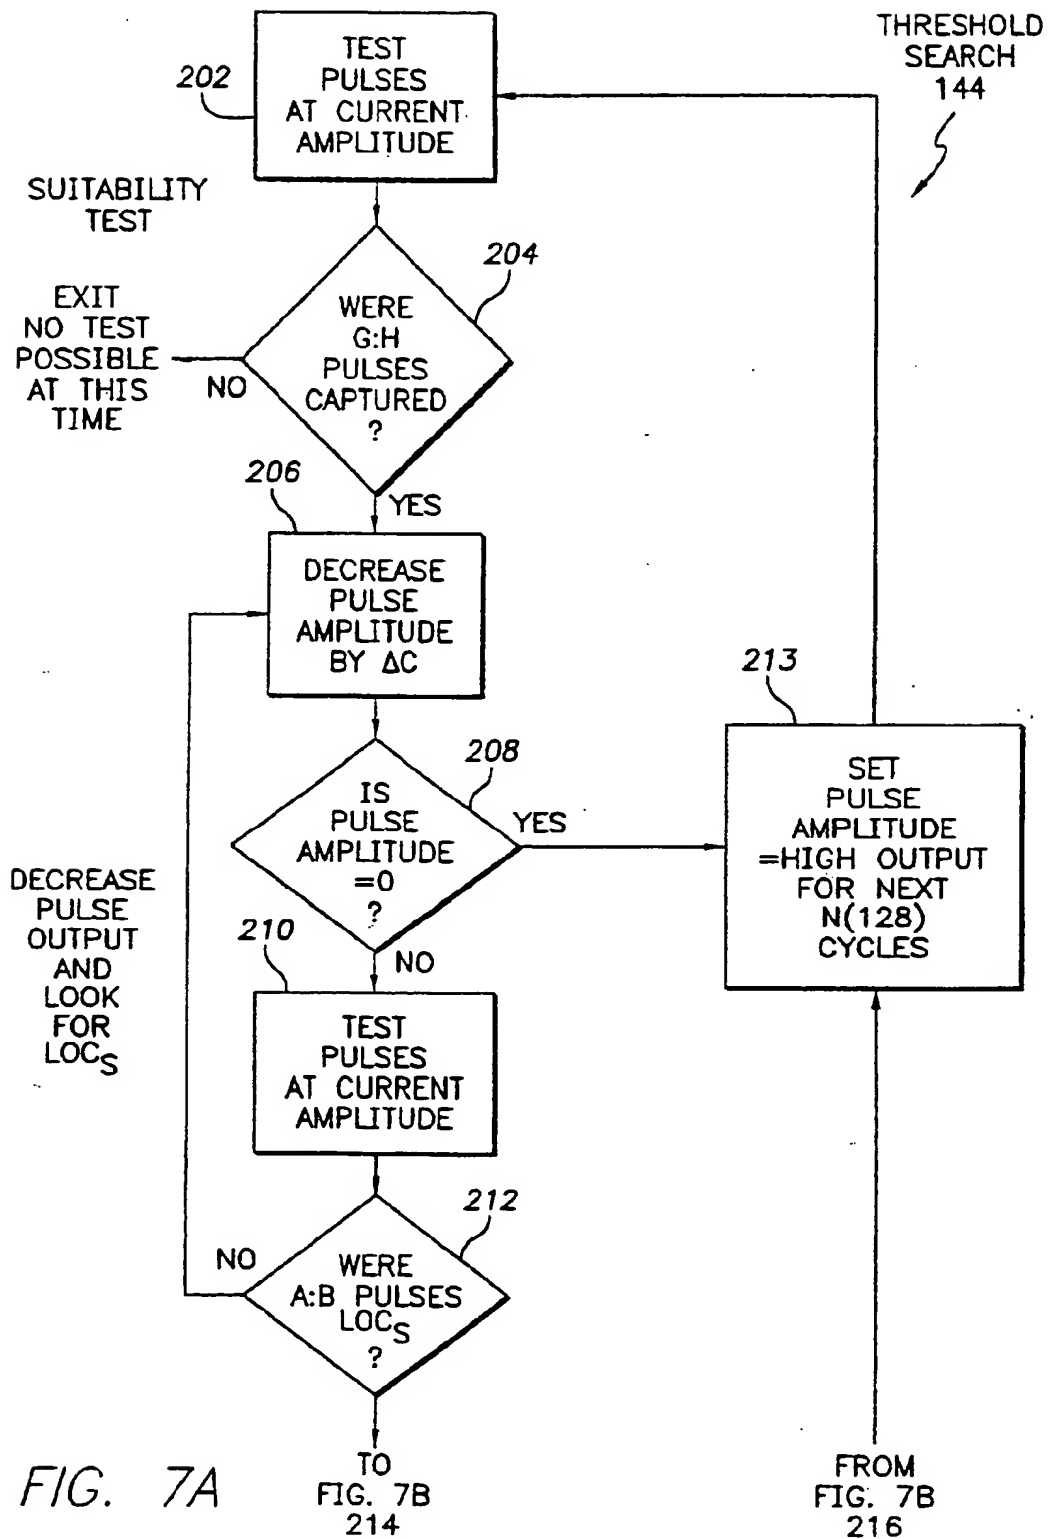 THRESHOLD
SEARCH
144
202
TEST
PULSES
AT CURRENT
AMPLITUDE
SUITABILITY
TEST
204
WERE
G:H
PULSES
CAPTURED
?
EXIT
NO TEST
POSSIBLE
AT THIS
TIME
NO
YES
206
DECREASE
PULSE
AMPLITUDE
BY ΔC
208
IS
PULSE
AMPLITUDE
=0
?
YES
NO
213
SET
PULSE
AMPLITUDE
=HIGH OUTPUT
FOR NEXT
N(128)
CYCLES
DECREASE
PULSE
OUTPUT
AND
LOOK
FOR
LOCS
210
TEST
PULSES
AT CURRENT
AMPLITUDE
212
NO
WERE
A:B PULSES
LOCS
?
TO
FIG. 7B
214
FROM
FIG. 7B
216
FIG. 7A